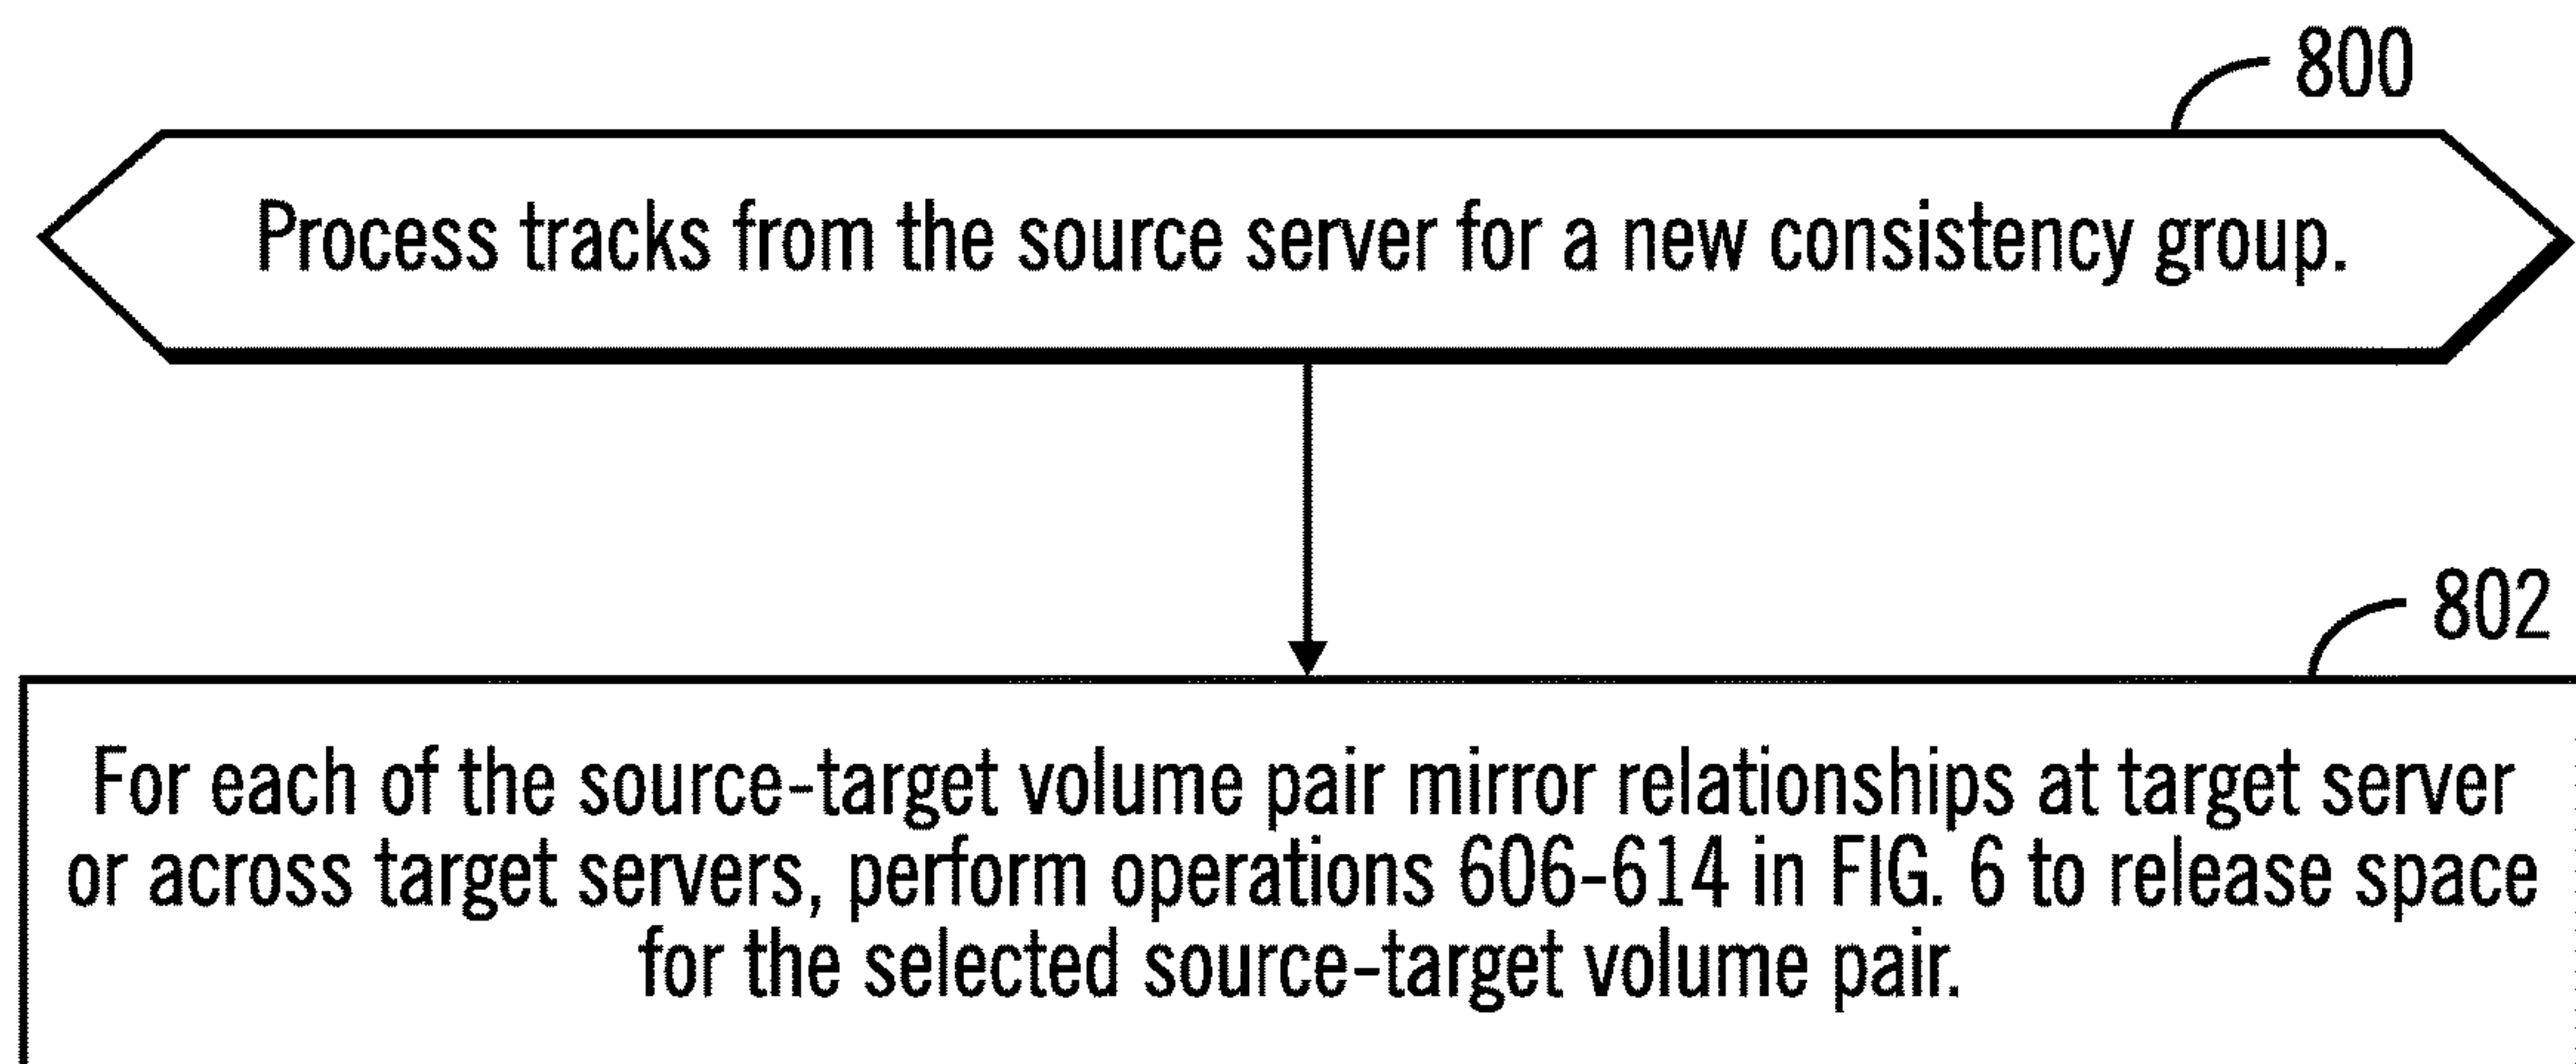 800
Process tracks from the source server for a new consistency group.
802
For each of the source-target volume pair mirror relationships at target server
or across target servers, perform operations 606-614 in FIG. 6 to release space
for the selected source-target volume pair.